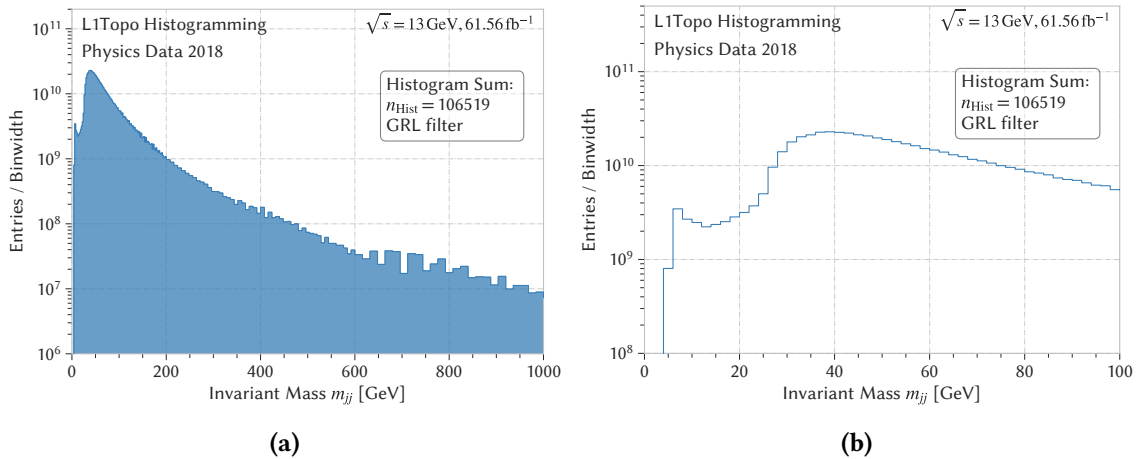 L1Topo Histogramming
Physics Data 2018
√s = 13 GeV, 61.56 fb⁻¹
Histogram Sum:
n_Hist = 106519
GRL filter
Entries / Binwidth
10¹¹
10¹⁰
10⁹
10⁸
10⁷
10⁶
0 200 400 600 800 1000
Invariant Mass m_jj [GeV]
(a)
L1Topo Histogramming
Physics Data 2018
√s = 13 GeV, 61.56 fb⁻¹
Histogram Sum:
n_Hist = 106519
GRL filter
Entries / Binwidth
10¹¹
10¹⁰
10⁹
10⁸
0 20 40 60 80 100
Invariant Mass m_jj [GeV]
(b)